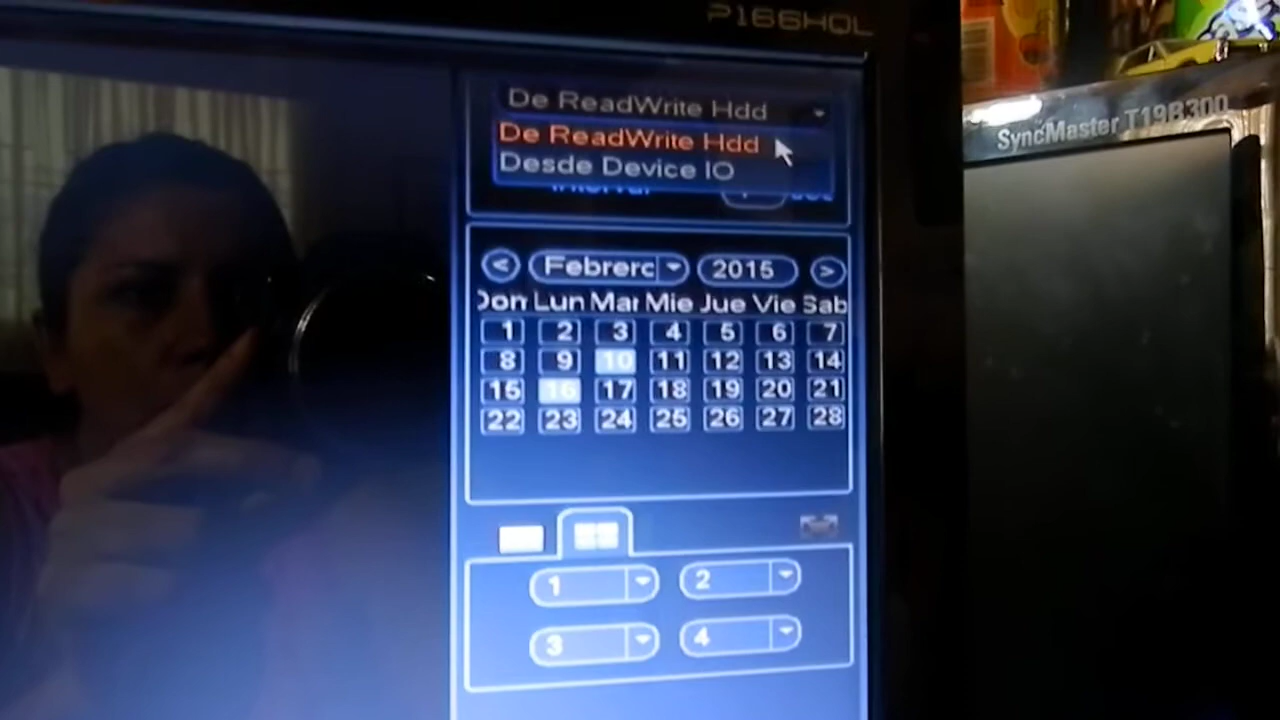 P166HQL
SyncMaster T19B300
De ReadWrite Hdd
De ReadWrite Hdd
Desde Device IO
< Febrerc 2015 >
Dom Lun Mar Mie Jue Vie Sab
1 2 3 4 5 6 7
8 9 10 11 12 13 14
15 16 17 18 19 20 21
22 23 24 25 26 27 28
1 2
3 4